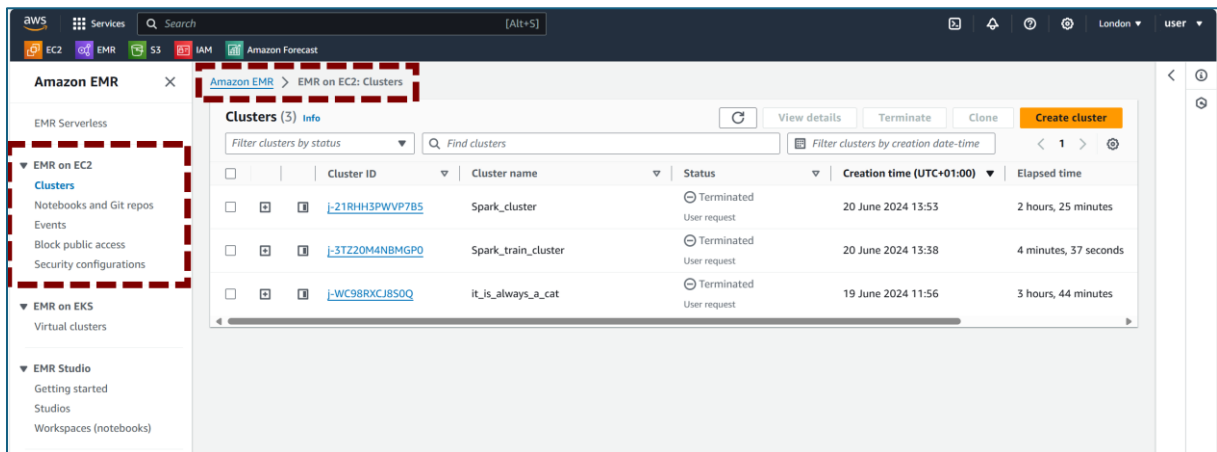 aws Services Search [Alt+S] London ▼ user ▼
EC2 EMR S3 IAM Amazon Forecast
Amazon EMR
EMR Serverless
▼ EMR on EC2
Clusters
Notebooks and Git repos
Events
Block public access
Security configurations
▼ EMR on EKS
Virtual clusters
▼ EMR Studio
Getting started
Studios
Workspaces (notebooks)
Amazon EMR > EMR on EC2: Clusters
Clusters (3) Info View details Terminate Clone Create cluster
Filter clusters by status Find clusters Filter clusters by creation date-time < 1 >
Cluster ID Cluster name Status Creation time (UTC+01:00) Elapsed time
j-21RHH3PWVP7B5 Spark_cluster Terminated 20 June 2024 13:53 2 hours, 25 minutes
User request
j-3TZ20M4NBMGP0 Spark_train_cluster Terminated 20 June 2024 13:38 4 minutes, 37 seconds
User request
j-WC98RXCJ8S0Q it_is_always_a_cat Terminated 19 June 2024 11:56 3 hours, 44 minutes
User request